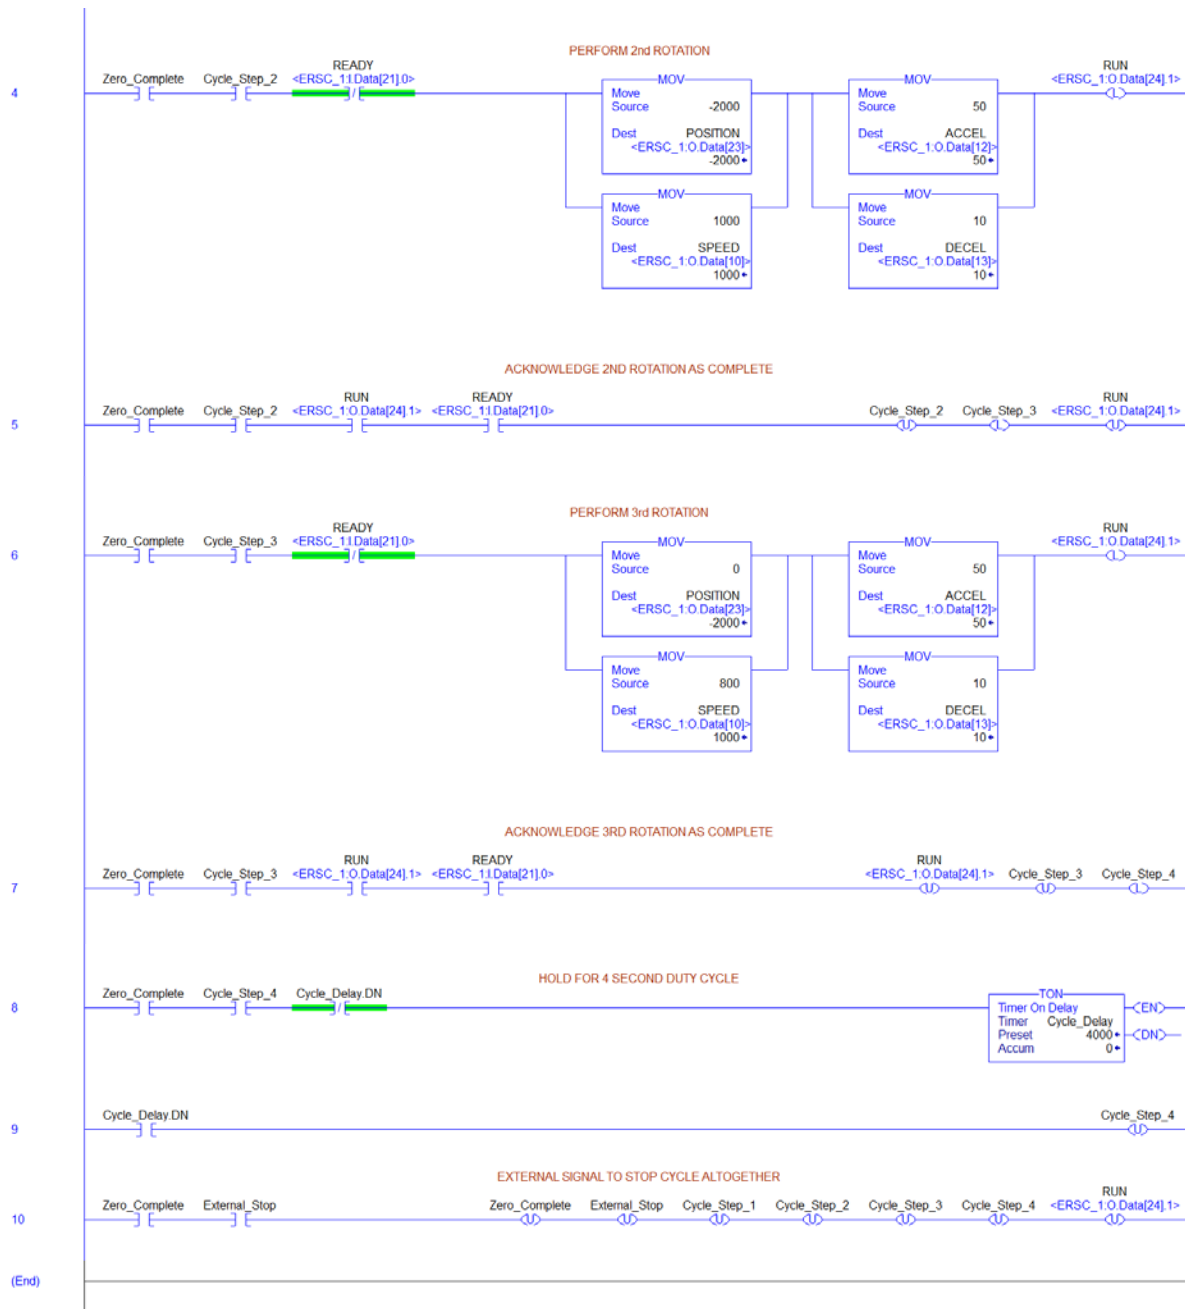 PERFORM 2nd ROTATION
READY
Zero_Complete Cycle_Step_2 <ERSC_1:I.Data[21].0>
RUN
<ERSC_1:O.Data[24].1>
4
L
MOV
Move
Source -2000
Dest POSITION
<ERSC_1:O.Data[23]>
-2000
MOV
Move
Source 50
Dest ACCEL
<ERSC_1:O.Data[12]>
50
MOV
Move
Source 1000
Dest SPEED
<ERSC_1:O.Data[10]>
1000
MOV
Move
Source 10
Dest DECEL
<ERSC_1:O.Data[13]>
10
ACKNOWLEDGE 2ND ROTATION AS COMPLETE
RUN READY RUN
Zero_Complete Cycle_Step_2 <ERSC_1:O.Data[24].1> <ERSC_1:I.Data[21].0> Cycle_Step_2 Cycle_Step_3 <ERSC_1:O.Data[24].1>
5
U L U
PERFORM 3rd ROTATION
READY
Zero_Complete Cycle_Step_3 <ERSC_1:I.Data[21].0>
RUN
<ERSC_1:O.Data[24].1>
6
L
MOV
Move
Source 0
Dest POSITION
<ERSC_1:O.Data[23]>
-2000
MOV
Move
Source 50
Dest ACCEL
<ERSC_1:O.Data[12]>
50
MOV
Move
Source 800
Dest SPEED
<ERSC_1:O.Data[10]>
1000
MOV
Move
Source 10
Dest DECEL
<ERSC_1:O.Data[13]>
10
ACKNOWLEDGE 3RD ROTATION AS COMPLETE
RUN READY RUN
Zero_Complete Cycle_Step_3 <ERSC_1:O.Data[24].1> <ERSC_1:I.Data[21].0> <ERSC_1:O.Data[24].1> Cycle_Step_3 Cycle_Step_4
7
U U L
HOLD FOR 4 SECOND DUTY CYCLE
Zero_Complete Cycle_Step_4 Cycle_Delay.DN
8
TON
Timer On Delay EN
Timer Cycle_Delay
Preset 4000 DN
Accum 0
Cycle_Delay.DN Cycle_Step_4
9
U
EXTERNAL SIGNAL TO STOP CYCLE ALTOGETHER
RUN
Zero_Complete External_Stop Zero_Complete External_Stop Cycle_Step_1 Cycle_Step_2 Cycle_Step_3 Cycle_Step_4 <ERSC_1:O.Data[24].1>
10
U U U U U U U
(End)